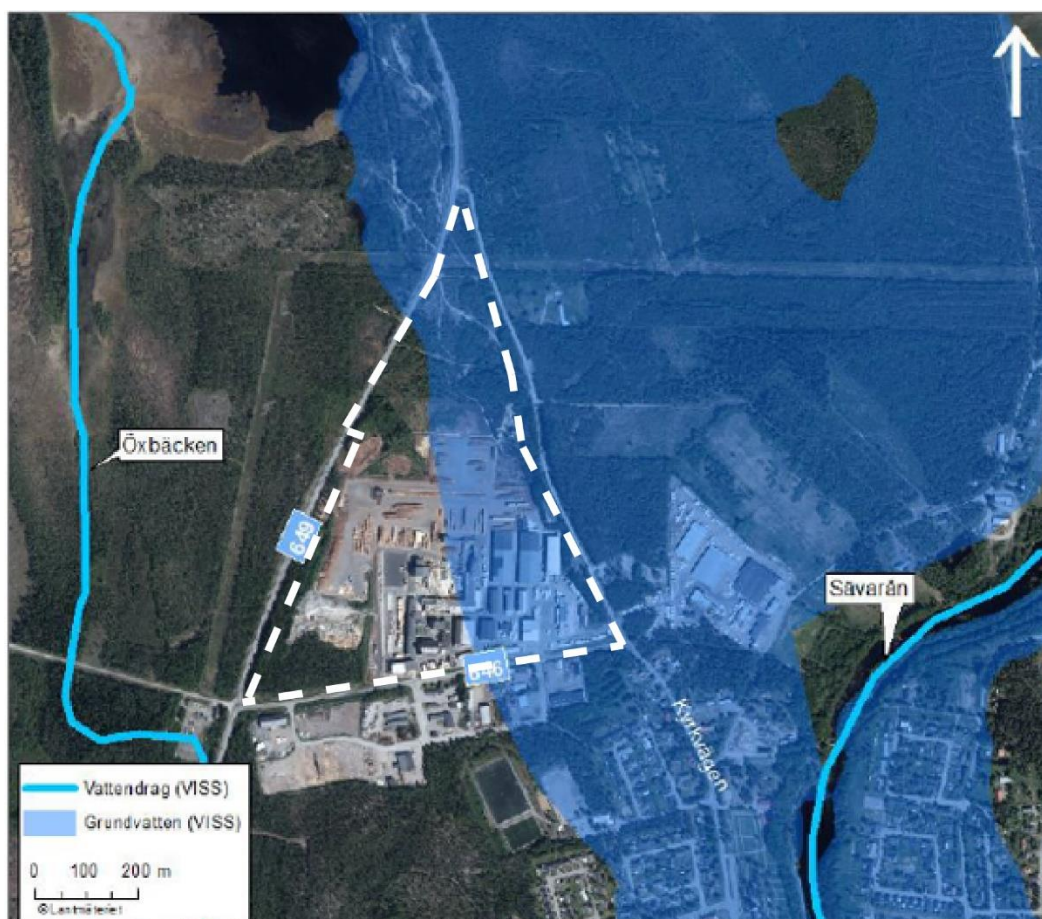 Öxbäcken
649
Sävarån
646
Kyrkvägen
Vattendrag (VISS)
Grundvatten (VISS)
0 100 200 m
©Lantmäteriet